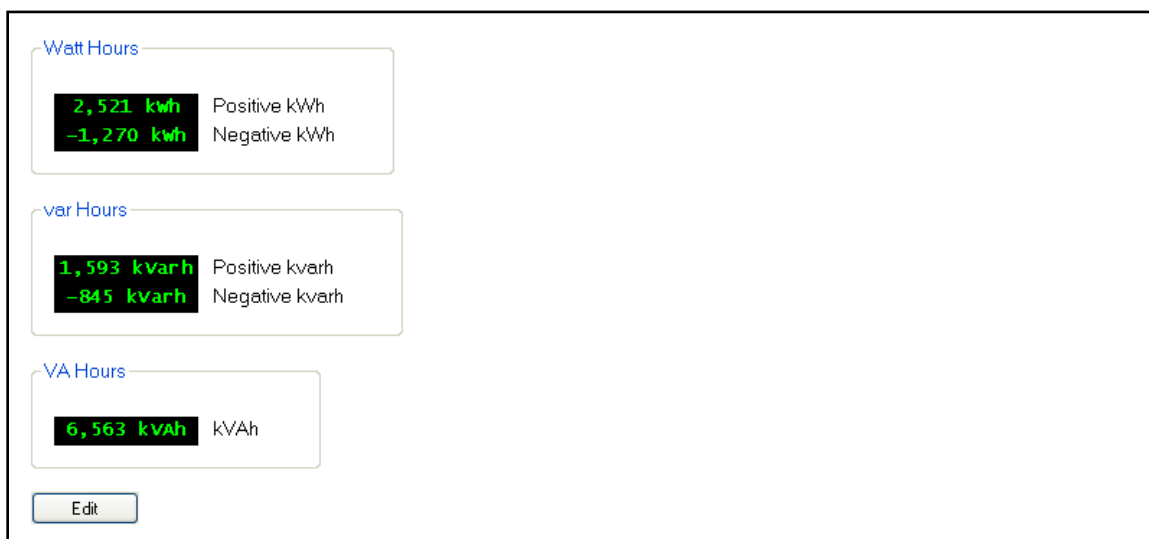 Watt Hours
2,521 kWh Positive kWh
-1,270 kWh Negative kWh
var Hours
1,593 kvarh Positive kvarh
-845 kvarh Negative kvarh
VA Hours
6,563 kVAh kVAh
Edit